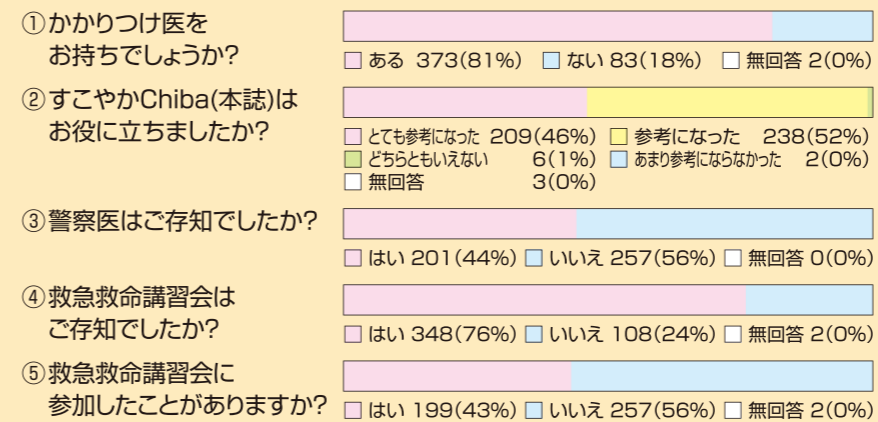 ①かかりつけ医を
お持ちでしょうか?
□ ある 373(81%) □ ない 83(18%) □ 無回答 2(0%)
②すこやかChiba(本誌)は
お役に立ちましたか?
□ とても参考になった 209(46%) □ 参考になった 238(52%)
□ どちらともいえない 6(1%) □ あまり参考にならなかった 2(0%)
□ 無回答 3(0%)
③警察医はご存知でしたか?
□ はい 201(44%) □ いいえ 257(56%) □ 無回答 0(0%)
④救急救命講習会は
ご存知でしたか?
□ はい 348(76%) □ いいえ 108(24%) □ 無回答 2(0%)
⑤救急救命講習会に
参加したことがありますか?
□ はい 199(43%) □ いいえ 257(56%) □ 無回答 2(0%)